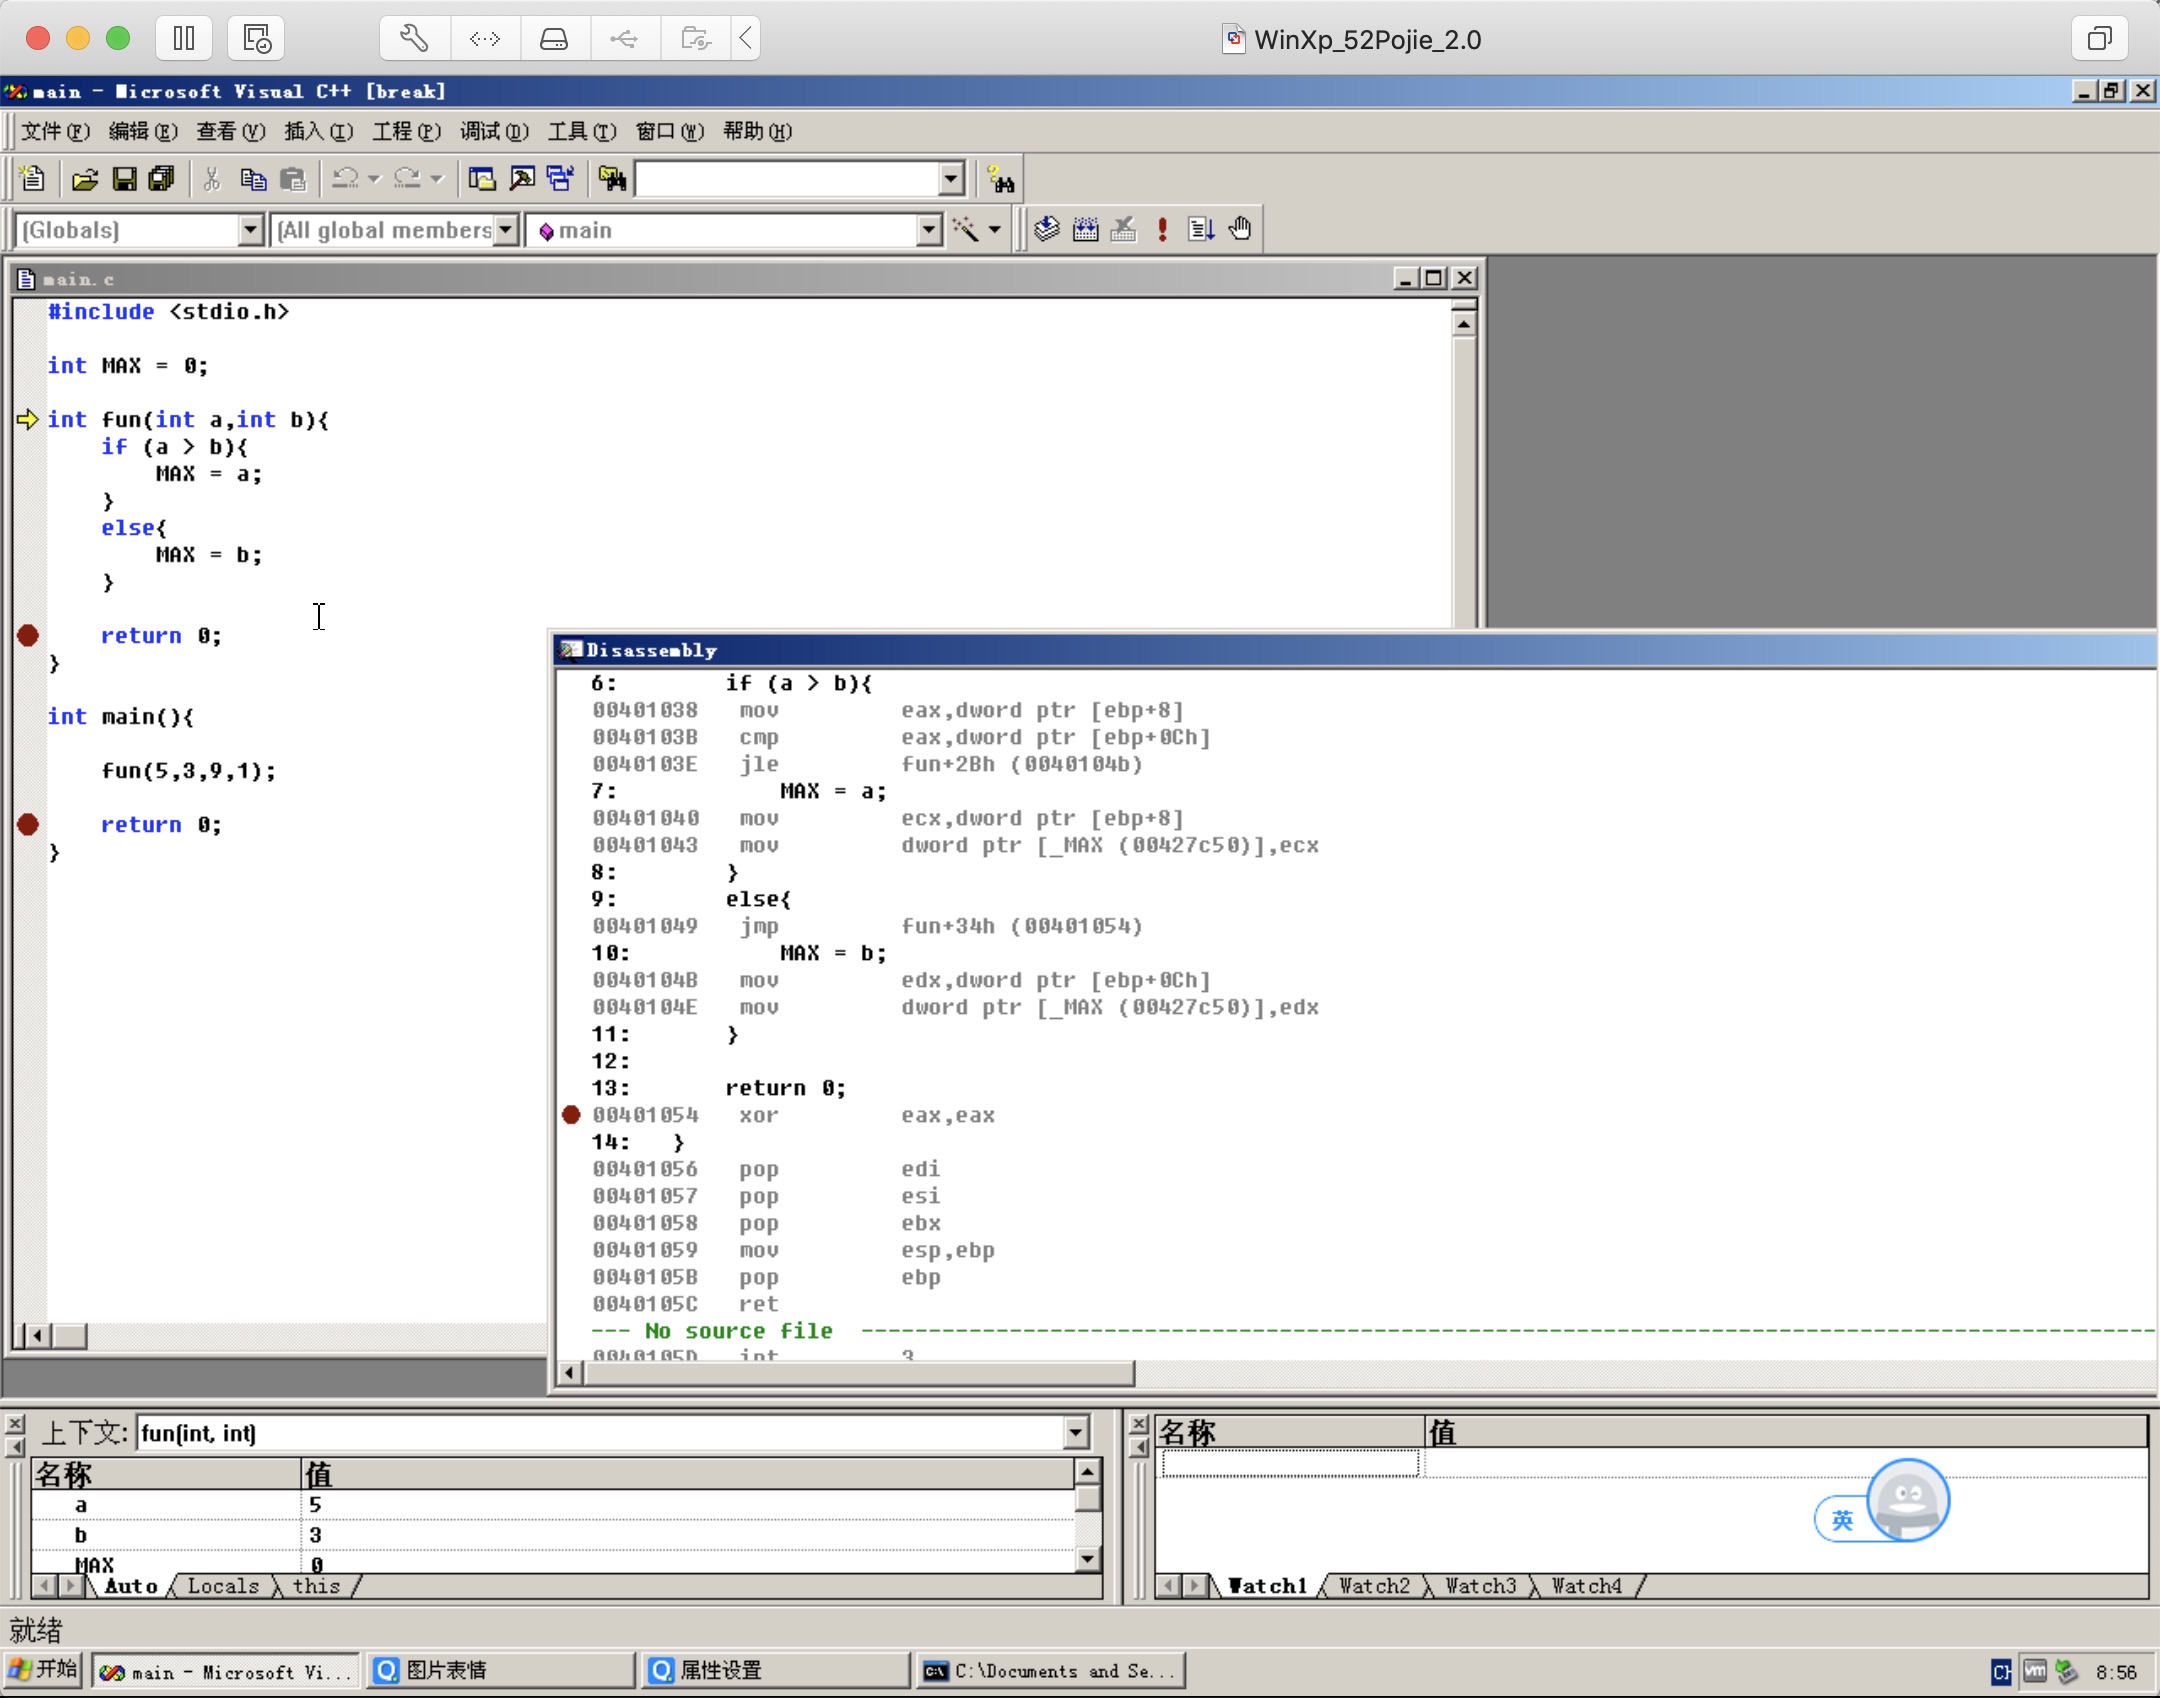 WinXp_52Pojie_2.0
main - Microsoft Visual C++ [break]
文件(F) 编辑(E) 查看(V) 插入(I) 工程(P) 调试(D) 工具(T) 窗口(W) 帮助(H)
(Globals) (All global members main
main.c
#include <stdio.h>
int MAX = 0;
int fun(int a,int b){
if (a > b){
MAX = a;
}
else{
MAX = b;
}
return 0;
}
int main(){
fun(5,3,9,1);
return 0;
}
Disassembly
6: if (a > b){
00401038 mov eax,dword ptr [ebp+8]
0040103B cmp eax,dword ptr [ebp+0Ch]
0040103E jle fun+2Bh (0040104b)
7: MAX = a;
00401040 mov ecx,dword ptr [ebp+8]
00401043 mov dword ptr [_MAX (00427c50)],ecx
8: }
9: else{
00401049 jmp fun+34h (00401054)
10: MAX = b;
0040104B mov edx,dword ptr [ebp+0Ch]
0040104E mov dword ptr [_MAX (00427c50)],edx
11: }
12:
13: return 0;
00401054 xor eax,eax
14: }
00401056 pop edi
00401057 pop esi
00401058 pop ebx
00401059 mov esp,ebp
0040105B pop ebp
0040105C ret
--- No source file ----------------------------------------------------------------
0040105D int 3
上下文: fun(int, int)
名称 值
a 5
b 3
MAX 0
Auto Locals this
名称 值
英
Watch1 Watch2 Watch3 Watch4
就绪
开始 main - Microsoft Vi... 图片表情 属性设置 C:\Documents and Se... CH vm 8:56